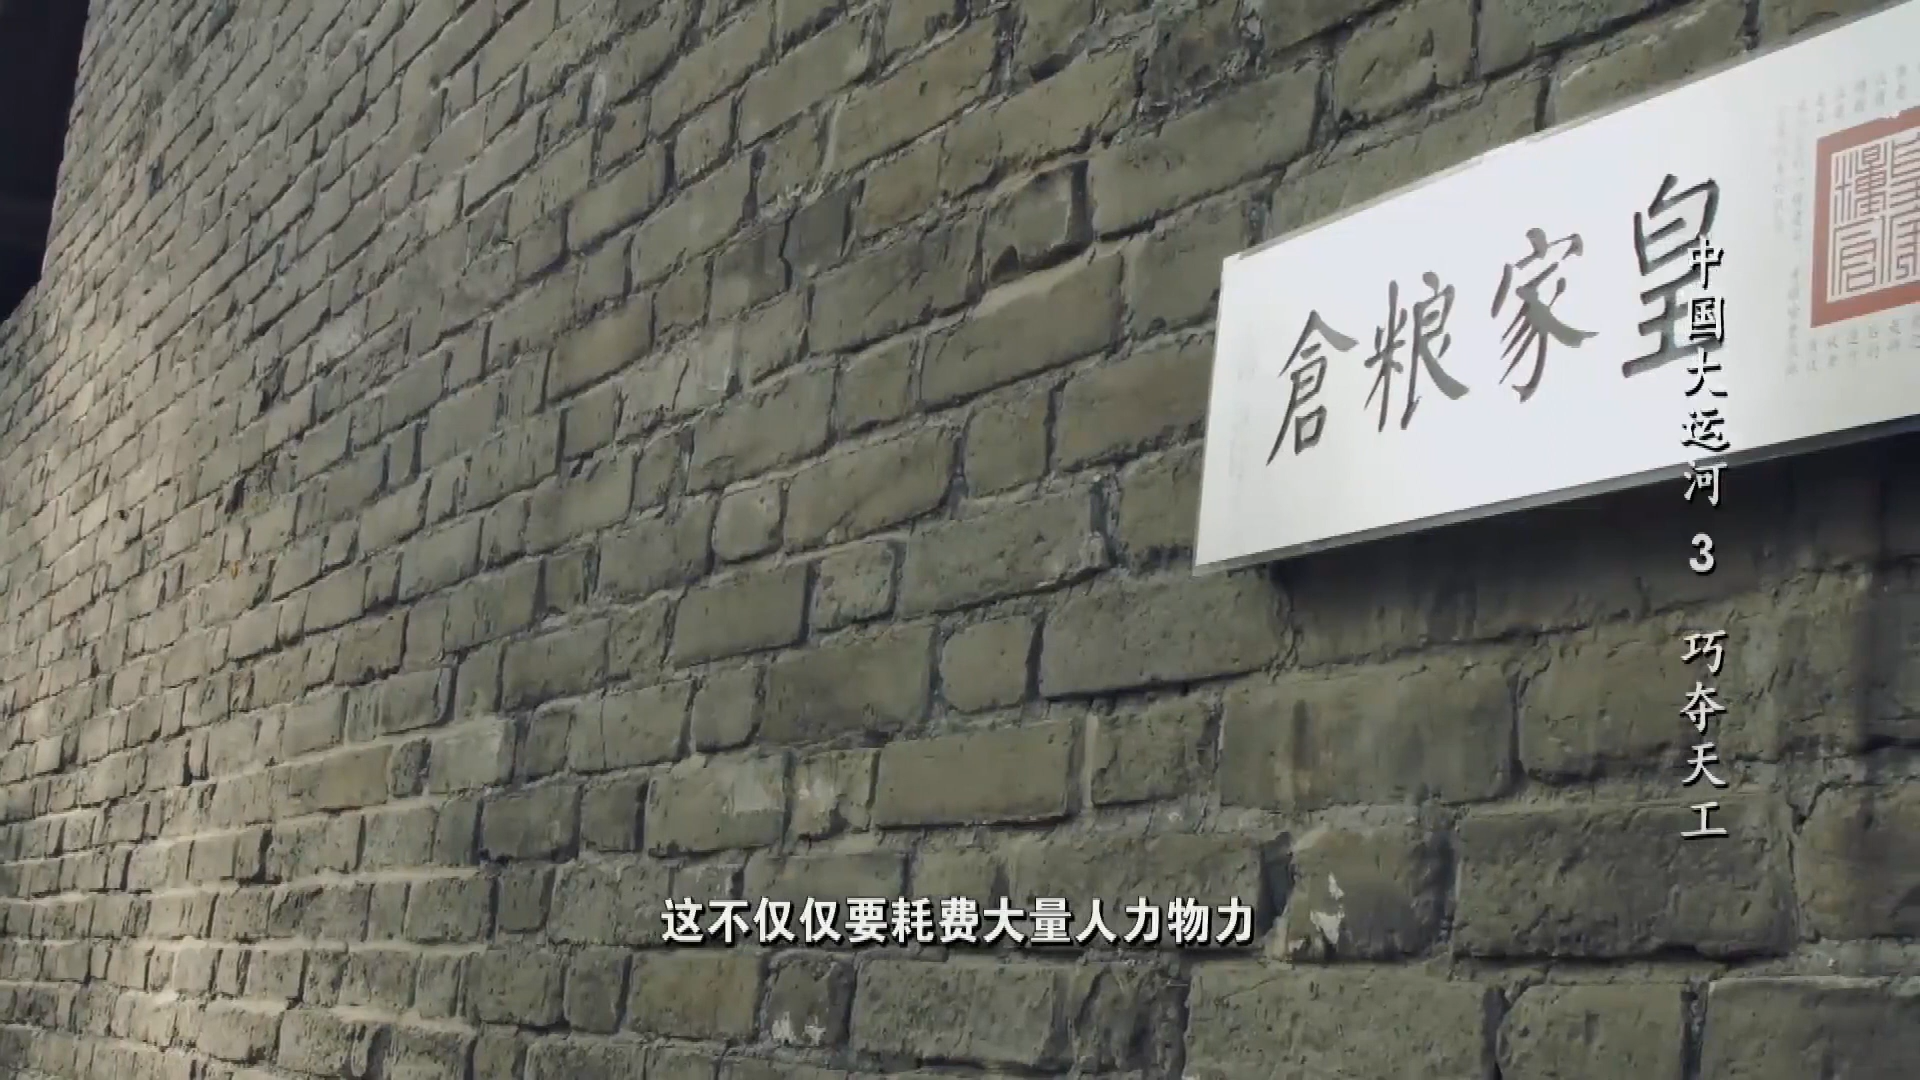 倉粮家皇
中国大运河 3 巧夺天工
这不仅仅要耗费大量人力物力